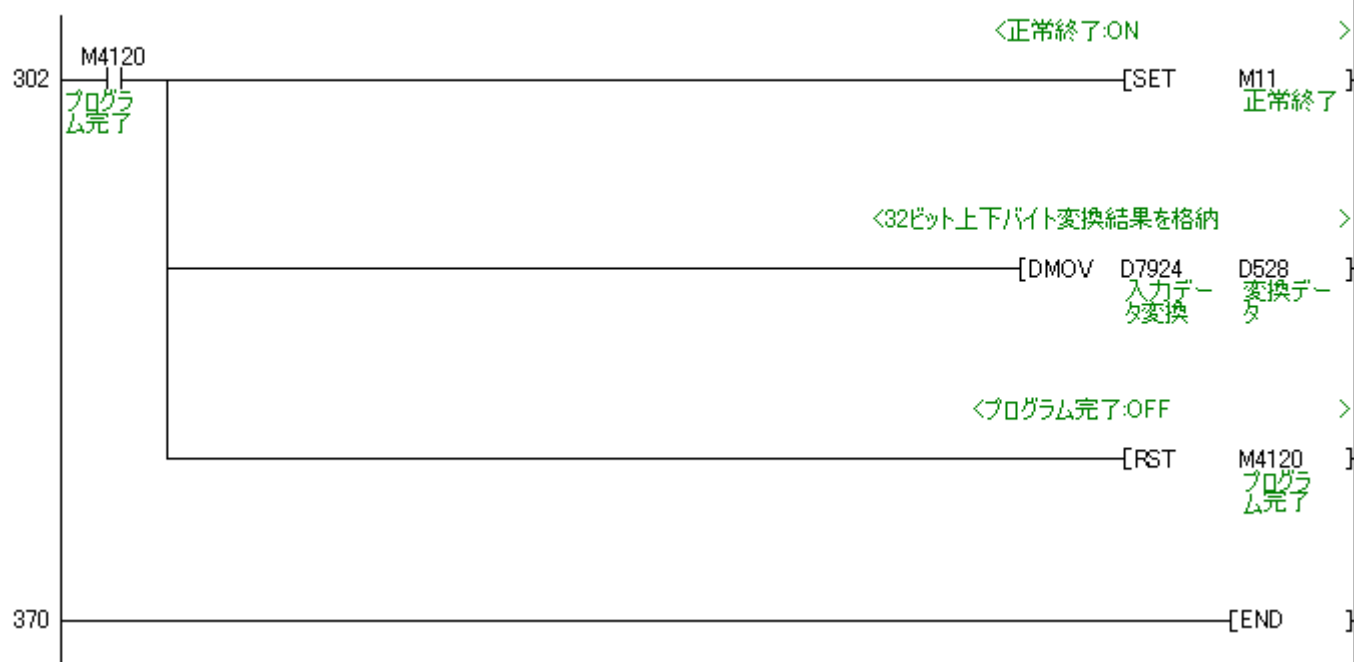 <正常終了:ON >
M4120
302
[SET M11 ]
プログラ
ム完了
正常終了
<32ビット上下バイト変換結果を格納 >
[DMOV D7924 D528 ]
入力デー
タ変換
変換デー
タ
<プログラム完了:OFF >
[RST M4120 ]
プログラ
ム完了
370
[END ]